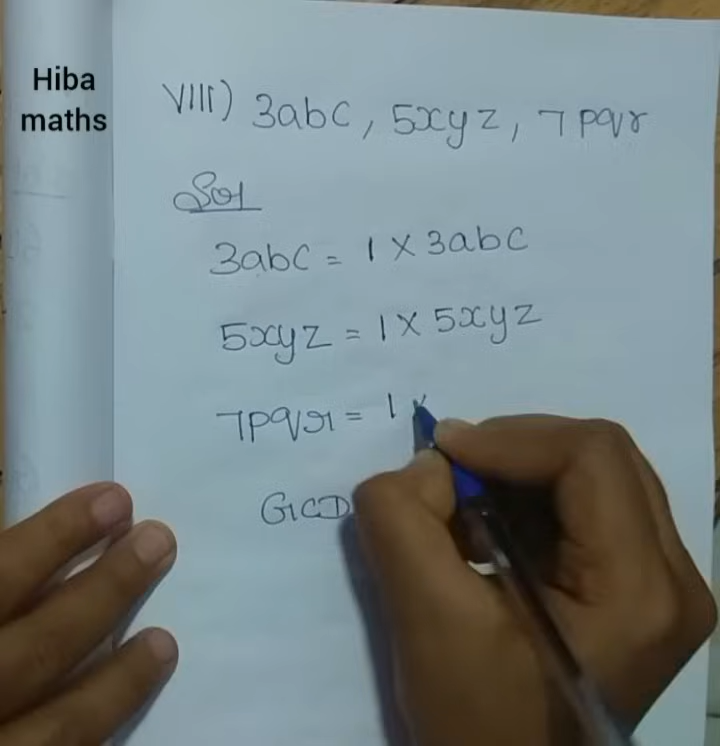 Hiba
maths
VIII) 3abc, 5xyz, 7pqr
Sol
3abc = 1 × 3abc
5xyz = 1 × 5xyz
7pqr = 1 ×
GCD